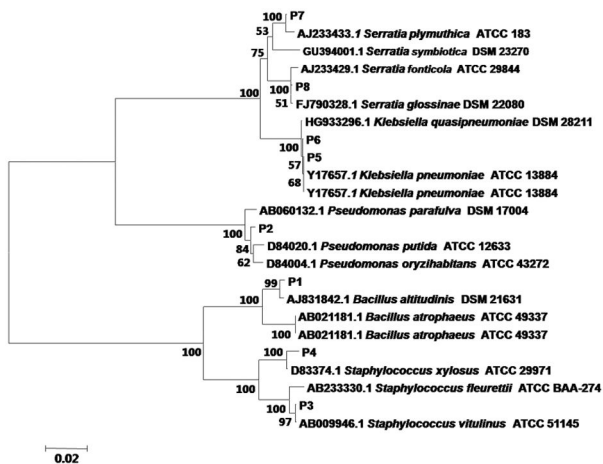 100 P7
53 AJ233433.1 Serratia plymuthica ATCC 183
75 GU394001.1 Serratia symbiotica DSM 23270
AJ233429.1 Serratia fonticola ATCC 29844
100 100 P8
51 FJ790328.1 Serratia glossinae DSM 22080
HG933296.1 Klebsiella quasipneumoniae DSM 28211
100 P6
57 P5
68 Y17657.1 Klebsiella pneumoniae ATCC 13884
Y17657.1 Klebsiella pneumoniae ATCC 13884
AB060132.1 Pseudomonas parafulva DSM 17004
100 P2
84 D84020.1 Pseudomonas putida ATCC 12633
62 D84004.1 Pseudomonas oryzihabitans ATCC 43272
99 P1
100 AJ831842.1 Bacillus altitudinis DSM 21631
AB021181.1 Bacillus atrophaeus ATCC 49337
100 AB021181.1 Bacillus atrophaeus ATCC 49337
100 100 P4
D83374.1 Staphylococcus xylosus ATCC 29971
100 AB233330.1 Staphylococcus fleurettii ATCC BAA-274
100 P3
97 AB009946.1 Staphylococcus vitulinus ATCC 51145
0.02